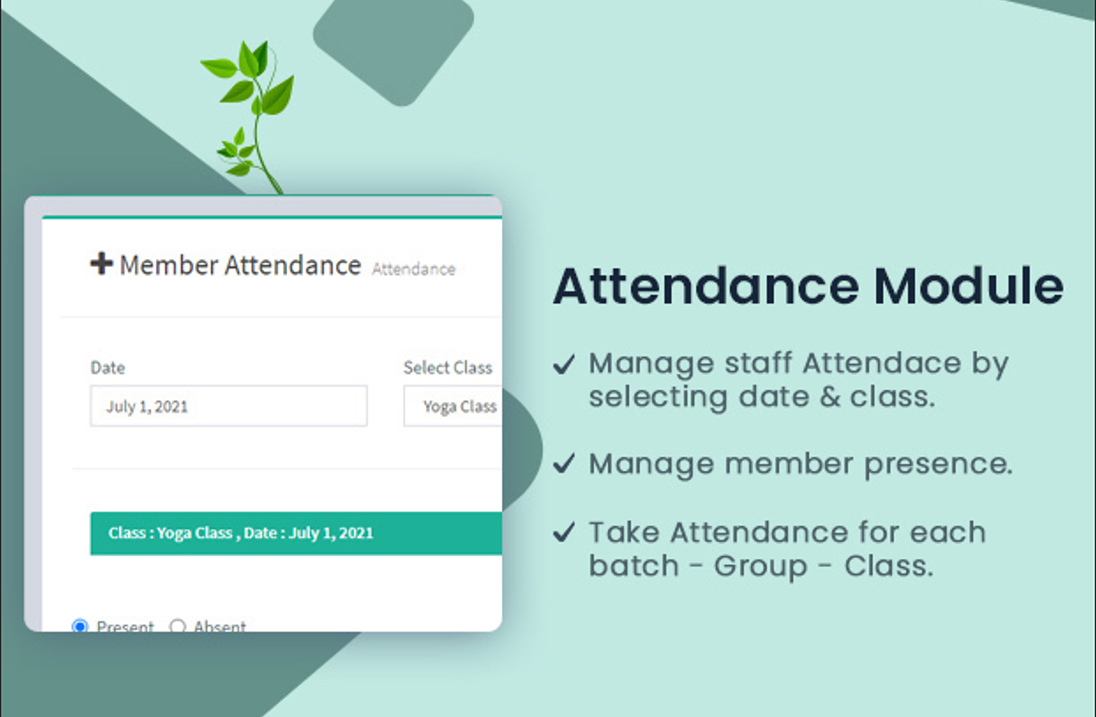 Member Attendance Attendance
Date
Select Class
July 1, 2021
Yoga Class
Class : Yoga Class , Date : July 1, 2021
Present
Absent
Attendance Module
Manage staff Attendace by
selecting date & class.
Manage member presence.
Take Attendance for each
batch - Group - Class.